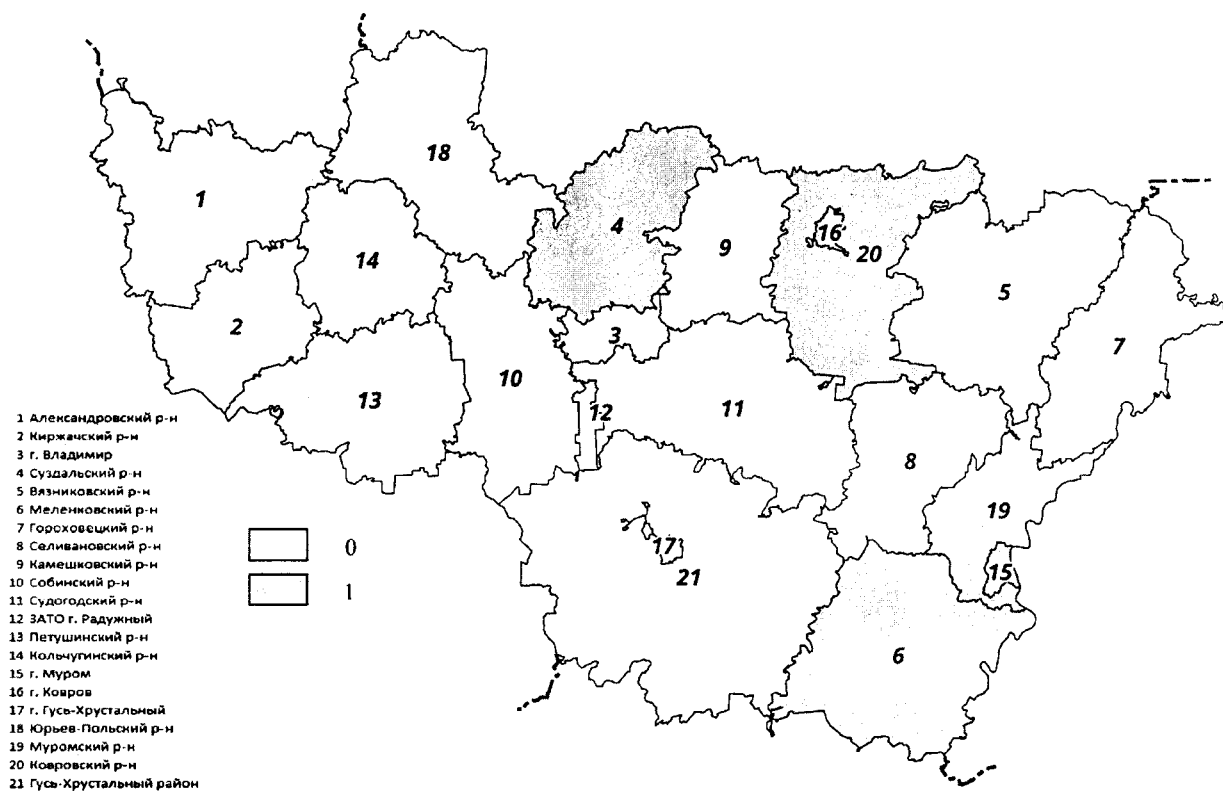 18
1
4
16
20
9
14
5
2
3
7
10
13
12
11
8
19
17
15
21
6
1 Александровский р-н
2 Киржачский р-н
3 г. Владимир
4 Суздальский р-н
5 Вязниковский р-н
6 Меленковский р-н
7 Гороховецкий р-н
8 Селивановский р-н
9 Камешковский р-н
10 Собинский р-н
11 Судогодский р-н
12 ЗАТО г. Радужный
13 Петушинский р-н
14 Кольчугинский р-н
15 г. Муром
16 г. Ковров
17 г. Гусь-Хрустальный
18 Юрьев-Польский р-н
19 Муромский р-н
20 Ковровский р-н
21 Гусь-Хрустальный район
0
1